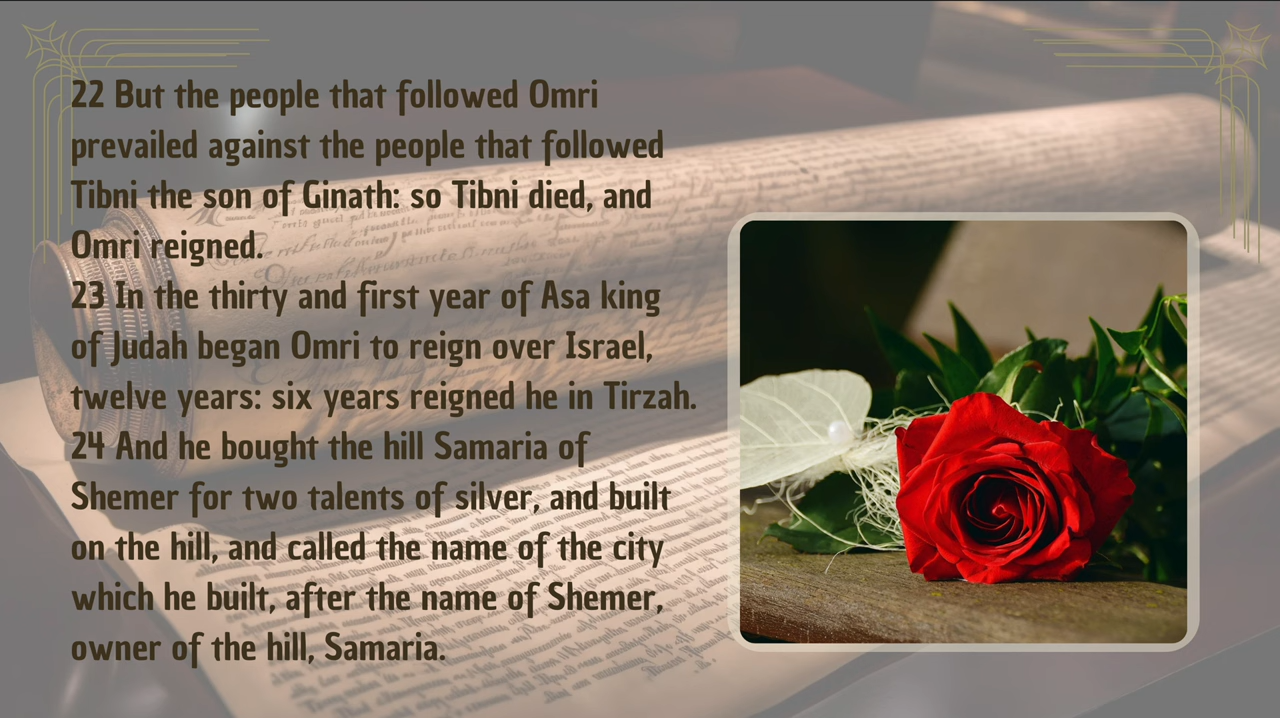 22 But the people that followed Omri
prevailed against the people that followed
Tibni the son of Ginath: so Tibni died, and
Omri reigned.
23 In the thirty and first year of Asa king
of Judah began Omri to reign over Israel,
twelve years: six years reigned he in Tirzah.
24 And he bought the hill Samaria of
Shemer for two talents of silver, and built
on the hill, and called the name of the city
which he built, after the name of Shemer,
owner of the hill, Samaria.